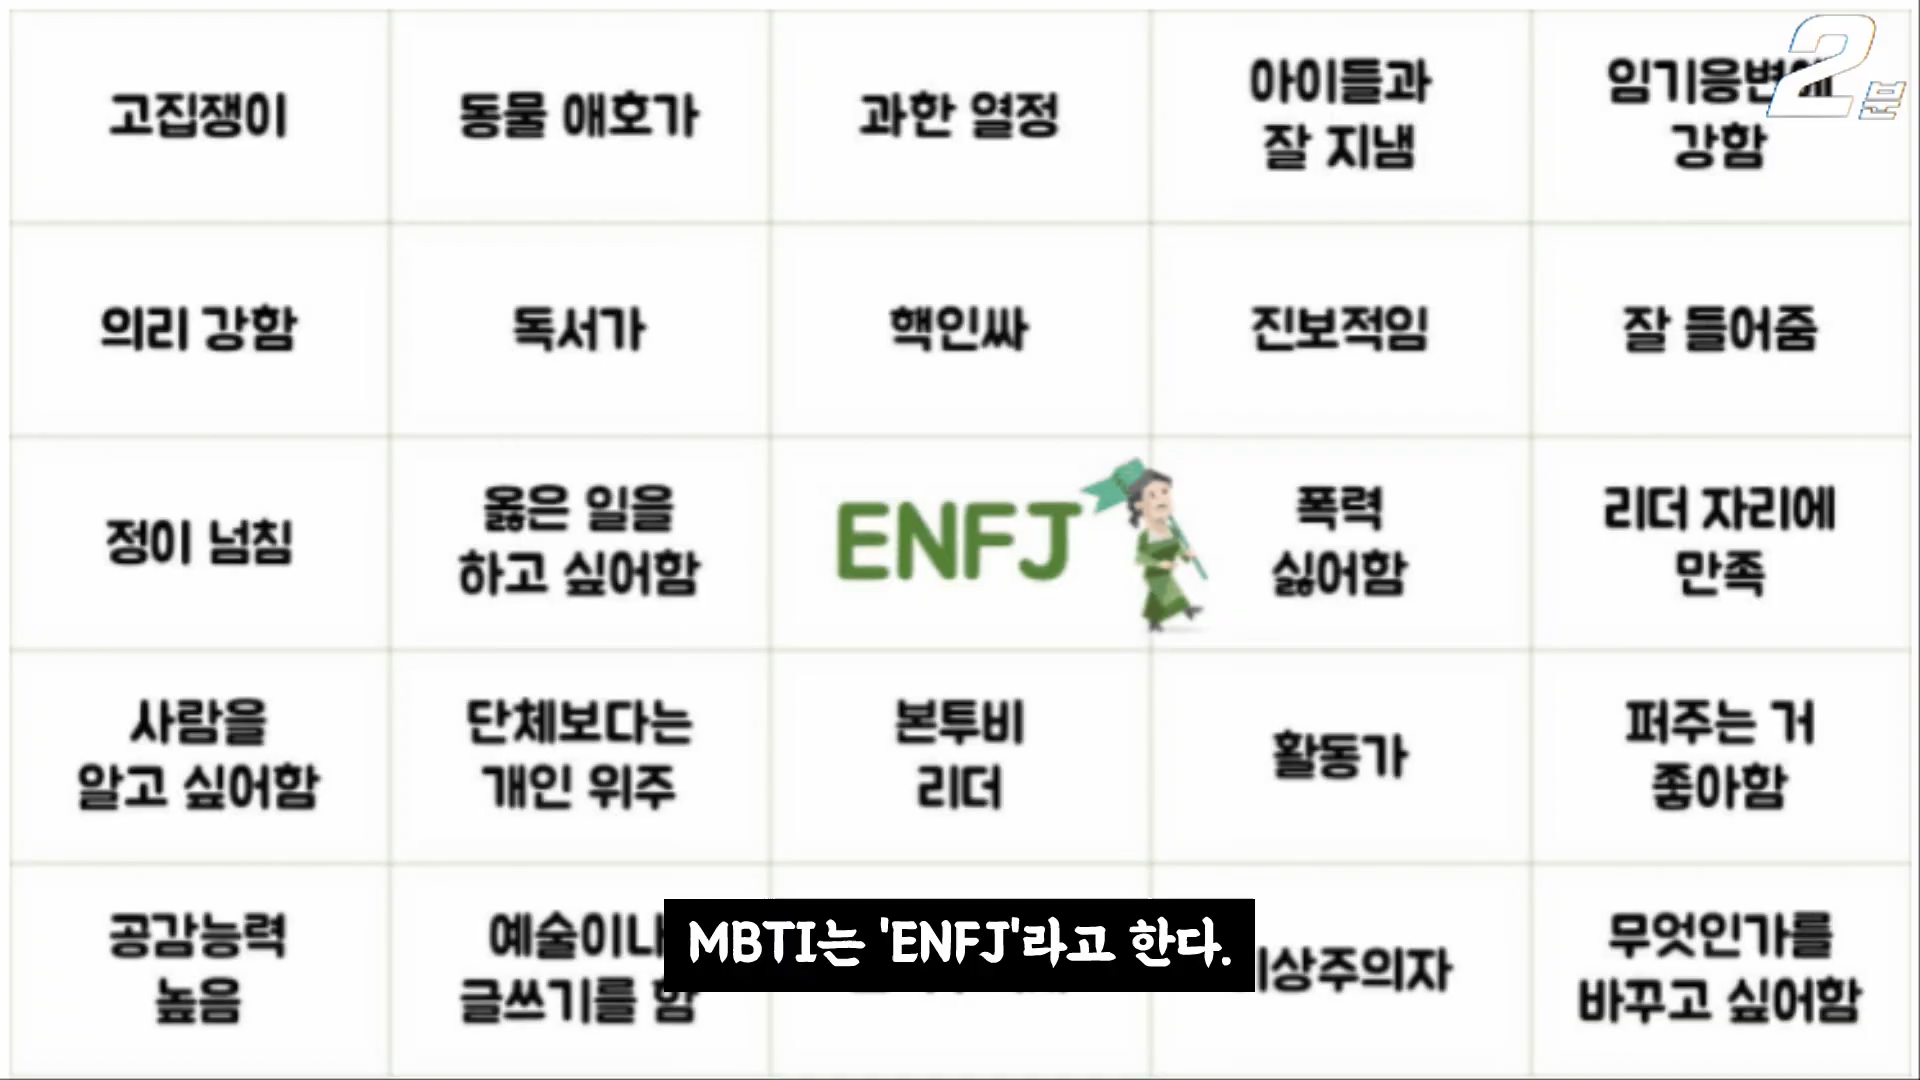 고집쟁이
동물 애호가
과한 열정
아이들과
잘 지냄
임기응변에
강함
2분
의리 강함
독서가
핵인싸
진보적임
잘 들어줌
정이 넘침
옳은 일을
하고 싶어함
ENFJ
폭력
싫어함
리더 자리에
만족
사람을
알고 싶어함
단체보다는
개인 위주
본투비
리더
활동가
퍼주는 거
좋아함
공감능력
높음
예술이나
글쓰기를 함
MBTI는 'ENFJ'라고 한다.
이상주의자
무엇인가를
바꾸고 싶어함